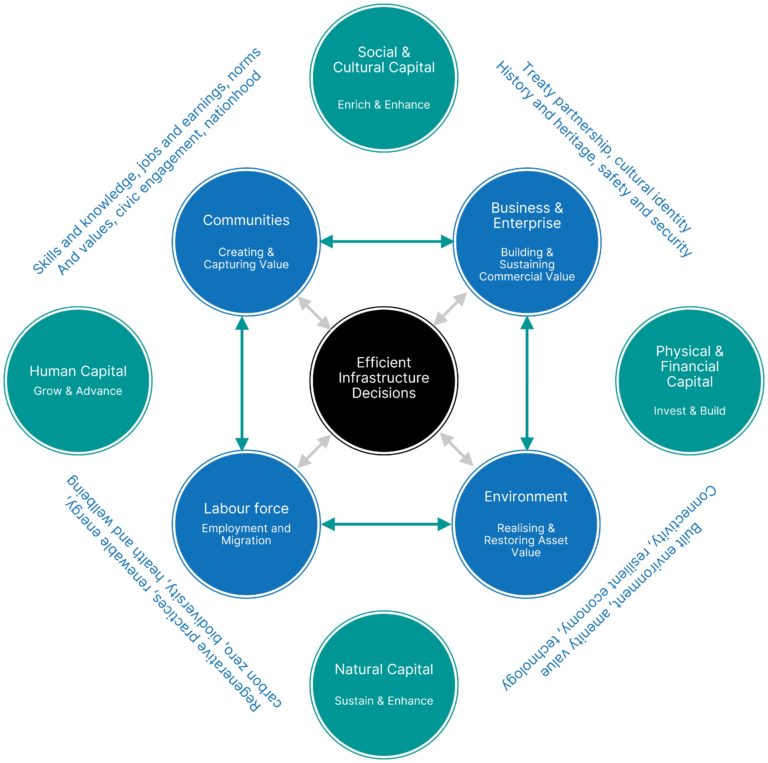 Social &
Cultural Capital
Enrich & Enhance
Skills and knowledge, jobs and earnings, norms
And values, civic engagement, nationhood
Treaty partnership, cultural identity
History and heritage, safety and security
Communities
Creating &
Capturing Value
Business &
Enterprise
Building &
Sustaining
Commercial Value
Human Capital
Grow & Advance
Efficient
Infrastructure
Decisions
Physical &
Financial
Capital
Invest & Build
Labour force
Employment and
Migration
Environment
Realising &
Restoring Asset
Value
Regenerative practices, renewable energy,
carbon zero, biodiversity, health and wellbeing
Built environment, amenity value
Connectivity, resilient economy, technology
Natural Capital
Sustain & Enhance